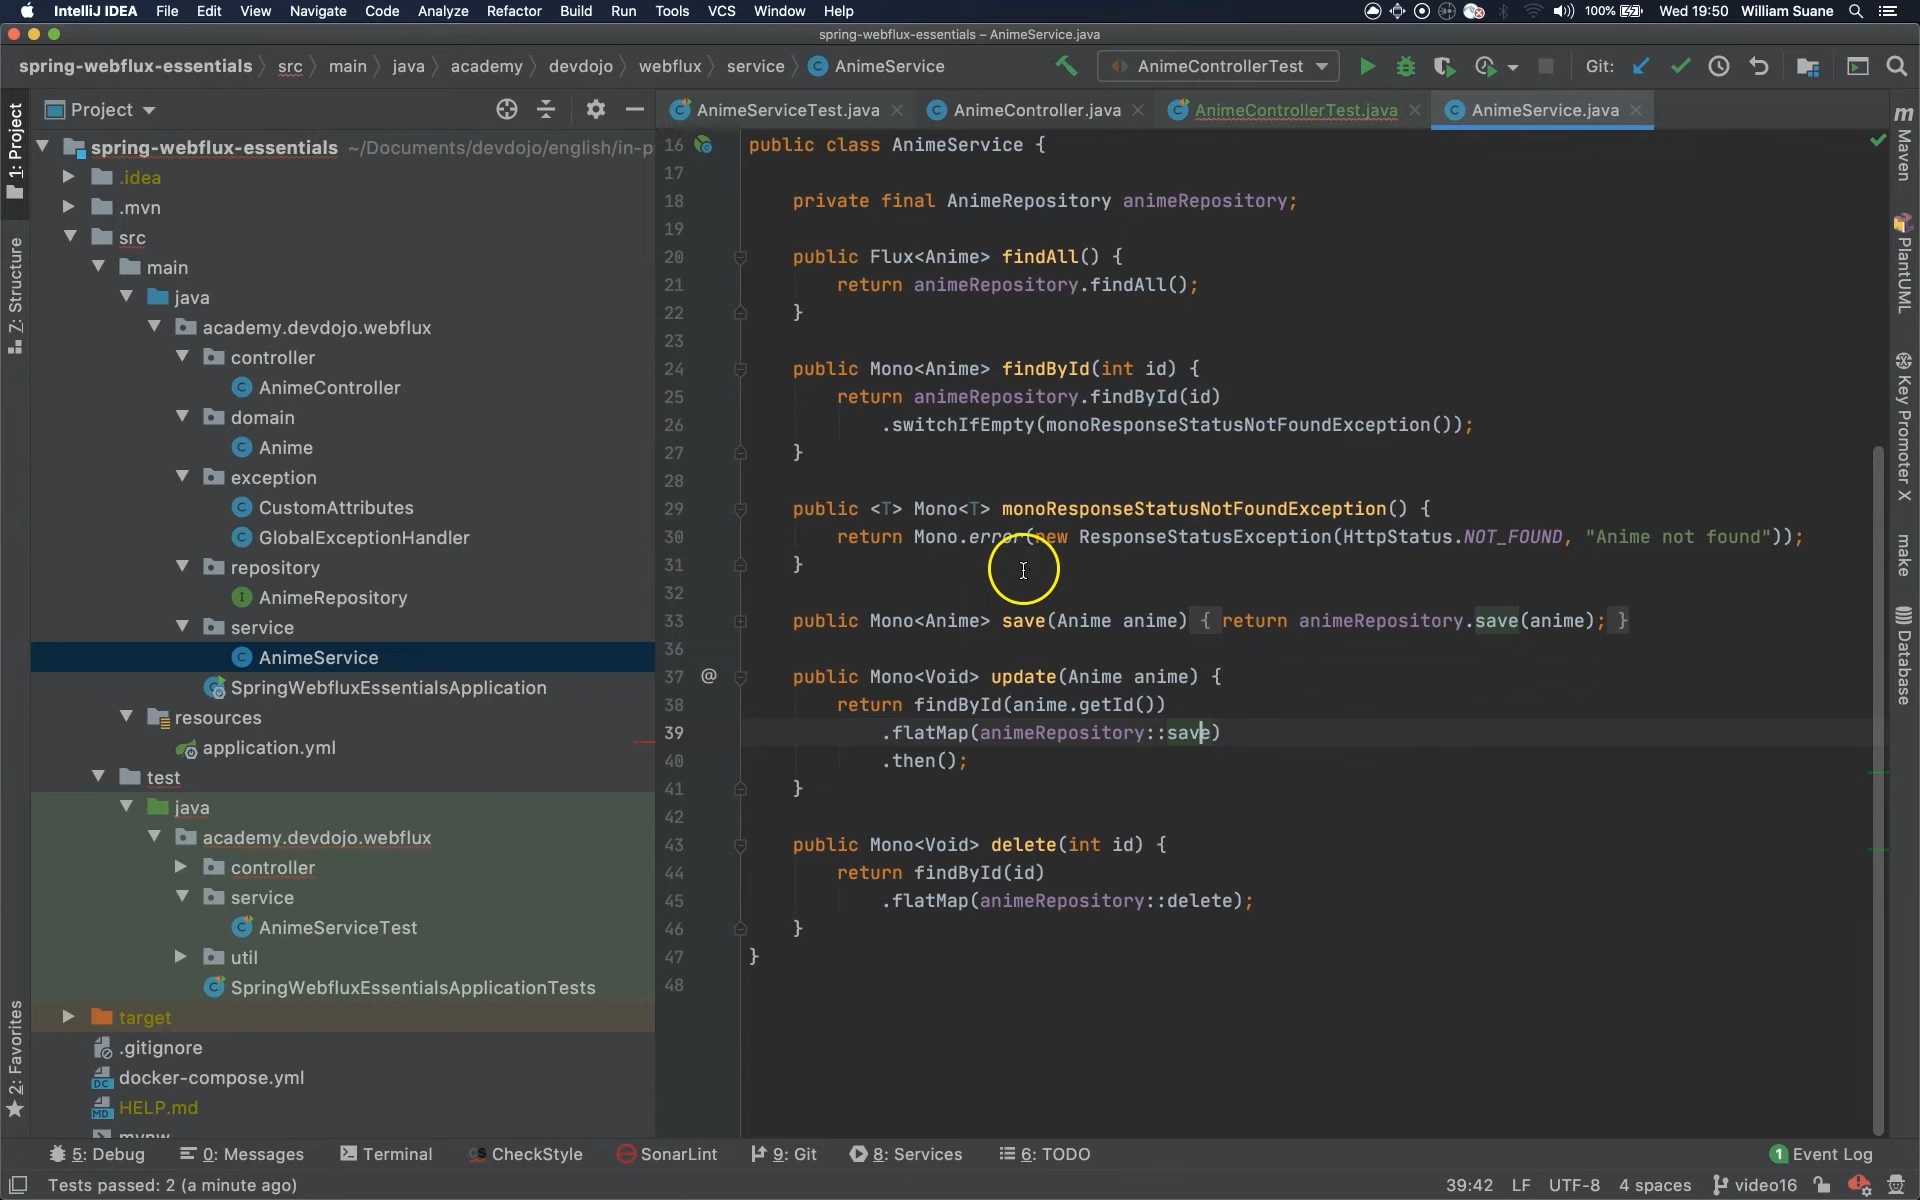 IntelliJ IDEA File Edit View Navigate Code Analyze Refactor Build Run Tools VCS Window Help 100% Wed 19:50 William Suane
spring-webflux-essentials – AnimeService.java
spring-webflux-essentials src main java academy devdojo webflux service AnimeService AnimeControllerTest Git:
Project AnimeServiceTest.java AnimeController.java AnimeControllerTest.java AnimeService.java
1: Project
Z: Structure
2: Favorites
spring-webflux-essentials ~/Documents/devdojo/english/in-p
.idea
.mvn
src
main
java
academy.devdojo.webflux
controller
AnimeController
domain
Anime
exception
CustomAttributes
GlobalExceptionHandler
repository
AnimeRepository
service
AnimeService
SpringWebfluxEssentialsApplication
resources
application.yml
test
java
academy.devdojo.webflux
controller
service
AnimeServiceTest
util
SpringWebfluxEssentialsApplicationTests
target
.gitignore
DC docker-compose.yml
MD HELP.md
mvnw
16 public class AnimeService {
17
18 private final AnimeRepository animeRepository;
19
20 public Flux<Anime> findAll() {
21 return animeRepository.findAll();
22 }
23
24 public Mono<Anime> findById(int id) {
25 return animeRepository.findById(id)
26 .switchIfEmpty(monoResponseStatusNotFoundException());
27 }
28
29 public <T> Mono<T> monoResponseStatusNotFoundException() {
30 return Mono.error(new ResponseStatusException(HttpStatus.NOT_FOUND, "Anime not found"));
31 }
32
33 public Mono<Anime> save(Anime anime) { return animeRepository.save(anime); }
36
37 @ public Mono<Void> update(Anime anime) {
38 return findById(anime.getId())
39 .flatMap(animeRepository::save)
40 .then();
41 }
42
43 public Mono<Void> delete(int id) {
44 return findById(id)
45 .flatMap(animeRepository::delete);
46 }
47 }
48
m Maven
PlantUML
Key Promoter X
make
Database
5: Debug 0: Messages Terminal CheckStyle SonarLint 9: Git 8: Services 6: TODO 1 Event Log
Tests passed: 2 (a minute ago) 39:42 LF UTF-8 4 spaces video16